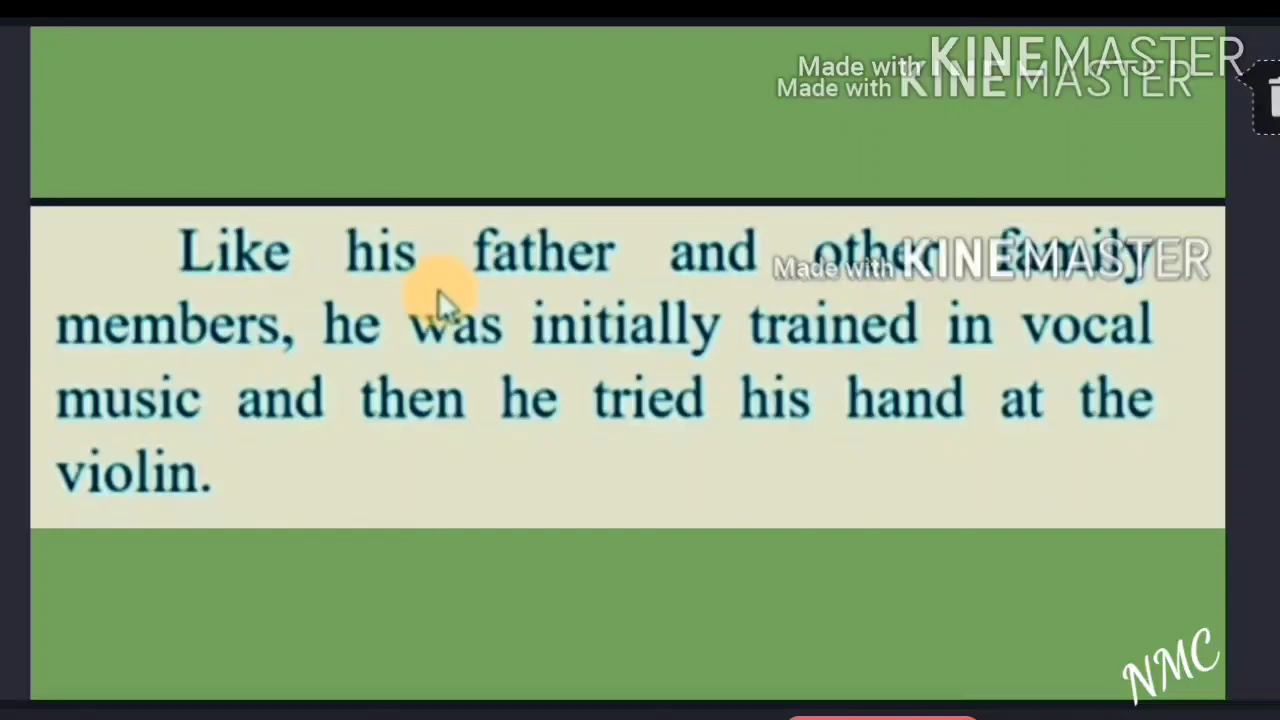 Made with KINEMASTER
Made with KINEMASTER
Like his father and other family
Made with KINEMASTER
members, he was initially trained in vocal
music and then he tried his hand at the
violin.
NMC